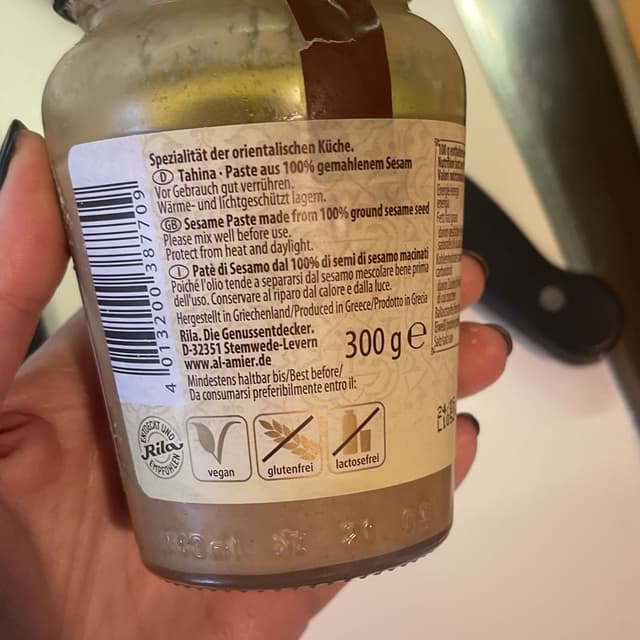 Spezialität der orientalischen Küche.
D Tahina · Paste aus 100% gemahlenem Sesam
Vor Gebrauch gut verrühren.
Wärme- und lichtgeschützt lagern.
GB Sesame Paste made from 100% ground sesame seed
Please mix well before use.
Protect from heat and daylight.
I Patè di Sesamo dal 100% di semi di sesamo macinati
Poiché l'olio tende a separarsi dal sesamo mescolare bene prima
dell'uso. Conservare al riparo dal calore e dalla luce.
Hergestellt in Griechenland/Produced in Greece/Prodotto in Grecia
Rila. Die Genussentdecker.
D-32351 Stemwede-Levern
www.al-amier.de
300 g e
Mindestens haltbar bis/Best before/
Da consumarsi preferibilmente entro il:
4 013200 387709
ENTDECKT UND
Rila
EMPFOHLEN
vegan
glutenfrei
lactosefrei